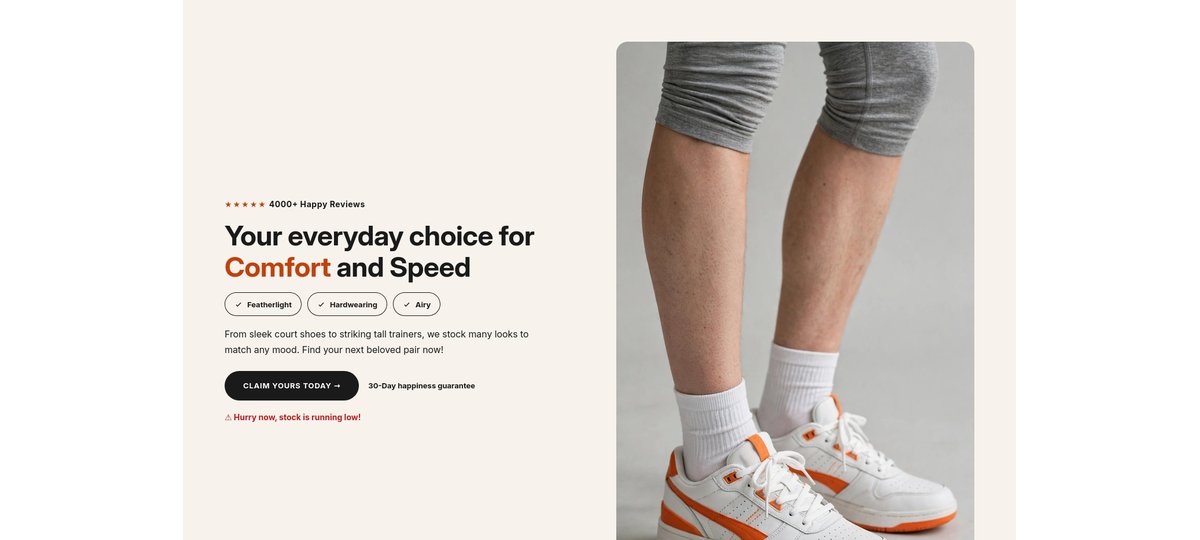 ★★★★★ 4000+ Happy Reviews
Your everyday choice for
Comfort and Speed
✓ Featherlight ✓ Hardwearing ✓ Airy
From sleek court shoes to striking tall trainers, we stock many looks to
match any mood. Find your next beloved pair now!
CLAIM YOURS TODAY → 30-Day happiness guarantee
⚠ Hurry now, stock is running low!